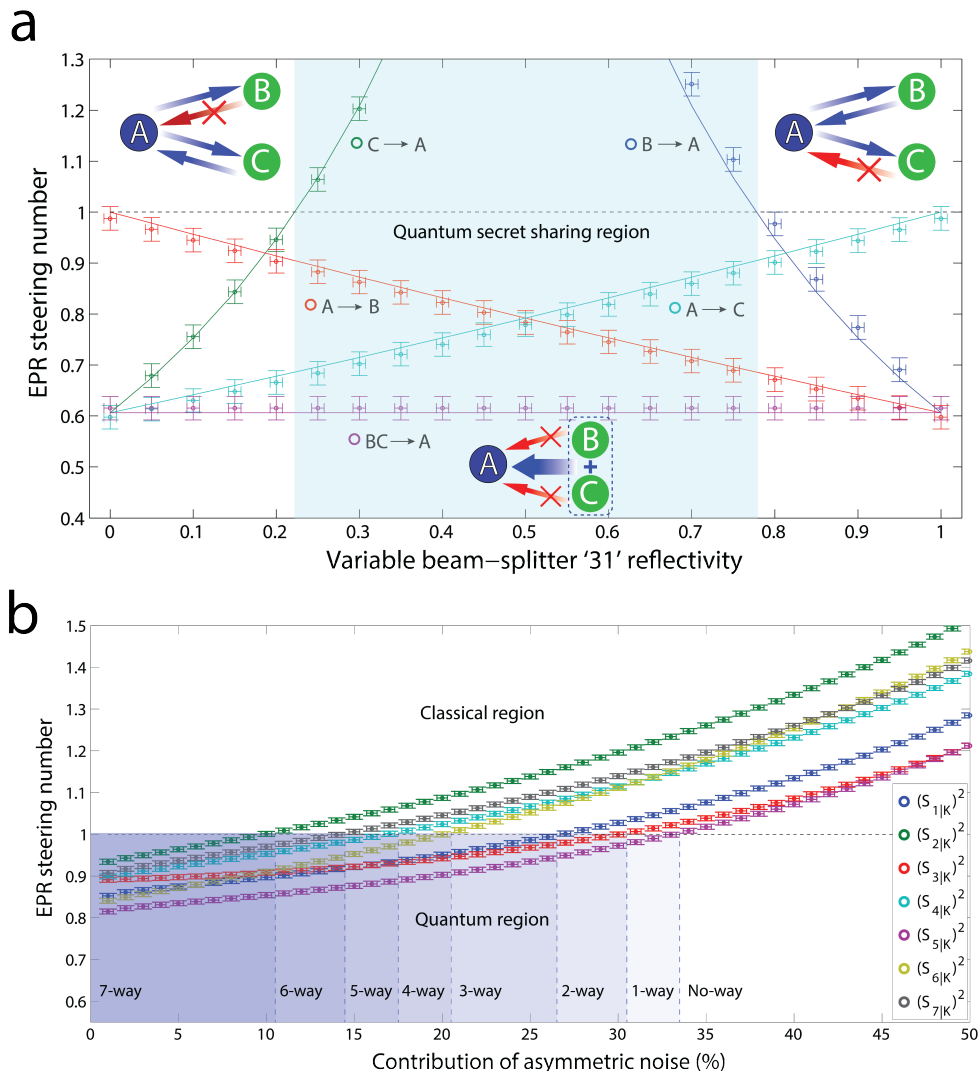 a
1.3
1.2
1.1
1
0.9
0.8
0.7
0.6
0.5
0.4
EPR steering number
A
B
C
A
B
C
C → A
B → A
Quantum secret sharing region
A → B
A → C
BC → A
A
B
+
C
0
0.1
0.2
0.3
0.4
0.5
0.6
0.7
0.8
0.9
1
Variable beam−splitter ‘31’ reflectivity
b
1.5
1.4
1.3
1.2
1.1
1
0.9
0.8
0.7
0.6
EPR steering number
Classical region
Quantum region
7-way
6-way
5-way
4-way
3-way
2-way
1-way
No-way
(S1|K)2
(S2|K)2
(S3|K)2
(S4|K)2
(S5|K)2
(S6|K)2
(S7|K)2
0
5
10
15
20
25
30
35
40
45
50
Contribution of asymmetric noise (%)